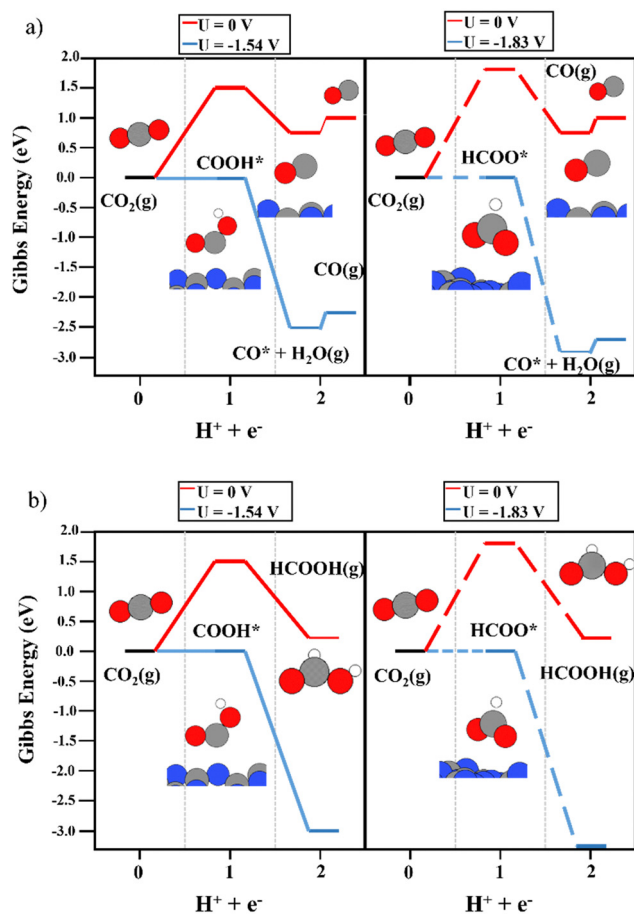 a)
U = 0 V
U = -1.54 V
U = 0 V
U = -1.83 V
Gibbs Energy (eV)
2.0
1.5
1.0
0.5
0.0
-0.5
-1.0
-1.5
-2.0
-2.5
-3.0
CO2(g)
COOH*
CO(g)
CO* + H2O(g)
0
1
2
H+ + e-
CO(g)
CO2(g)
HCOO*
CO* + H2O(g)
0
1
2
H+ + e-
b)
U = 0 V
U = -1.54 V
U = 0 V
U = -1.83 V
Gibbs Energy (eV)
2.0
1.5
1.0
0.5
0.0
-0.5
-1.0
-1.5
-2.0
-2.5
-3.0
HCOOH(g)
COOH*
CO2(g)
0
1
2
H+ + e-
HCOO*
CO2(g)
HCOOH(g)
0
1
2
H+ + e-